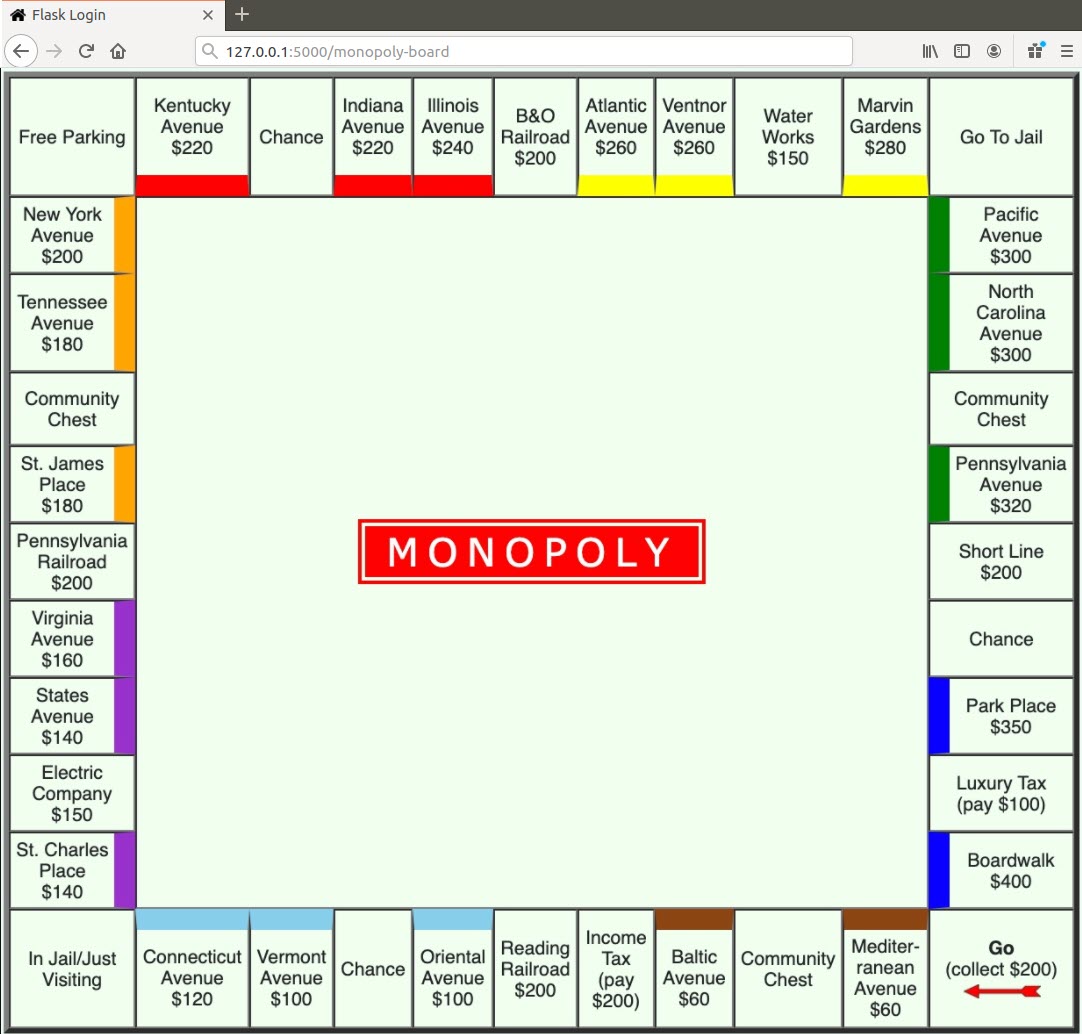 Flask Login
127.0.0.1:5000/monopoly-board
Free Parking
Kentucky
Avenue
$220
Chance
Indiana
Avenue
$220
Illinois
Avenue
$240
B&O
Railroad
$200
Atlantic
Avenue
$260
Ventnor
Avenue
$260
Water
Works
$150
Marvin
Gardens
$280
Go To Jail
New York
Avenue
$200
Pacific
Avenue
$300
Tennessee
Avenue
$180
North
Carolina
Avenue
$300
Community
Chest
Community
Chest
St. James
Place
$180
Pennsylvania
Avenue
$320
Pennsylvania
Railroad
$200
MONOPOLY
Short Line
$200
Virginia
Avenue
$160
Chance
States
Avenue
$140
Park Place
$350
Electric
Company
$150
Luxury Tax
(pay $100)
St. Charles
Place
$140
Boardwalk
$400
In Jail/Just
Visiting
Connecticut
Avenue
$120
Vermont
Avenue
$100
Chance
Oriental
Avenue
$100
Reading
Railroad
$200
Income
Tax
(pay
$200)
Baltic
Avenue
$60
Community
Chest
Mediter-
ranean
Avenue
$60
Go
(collect $200)